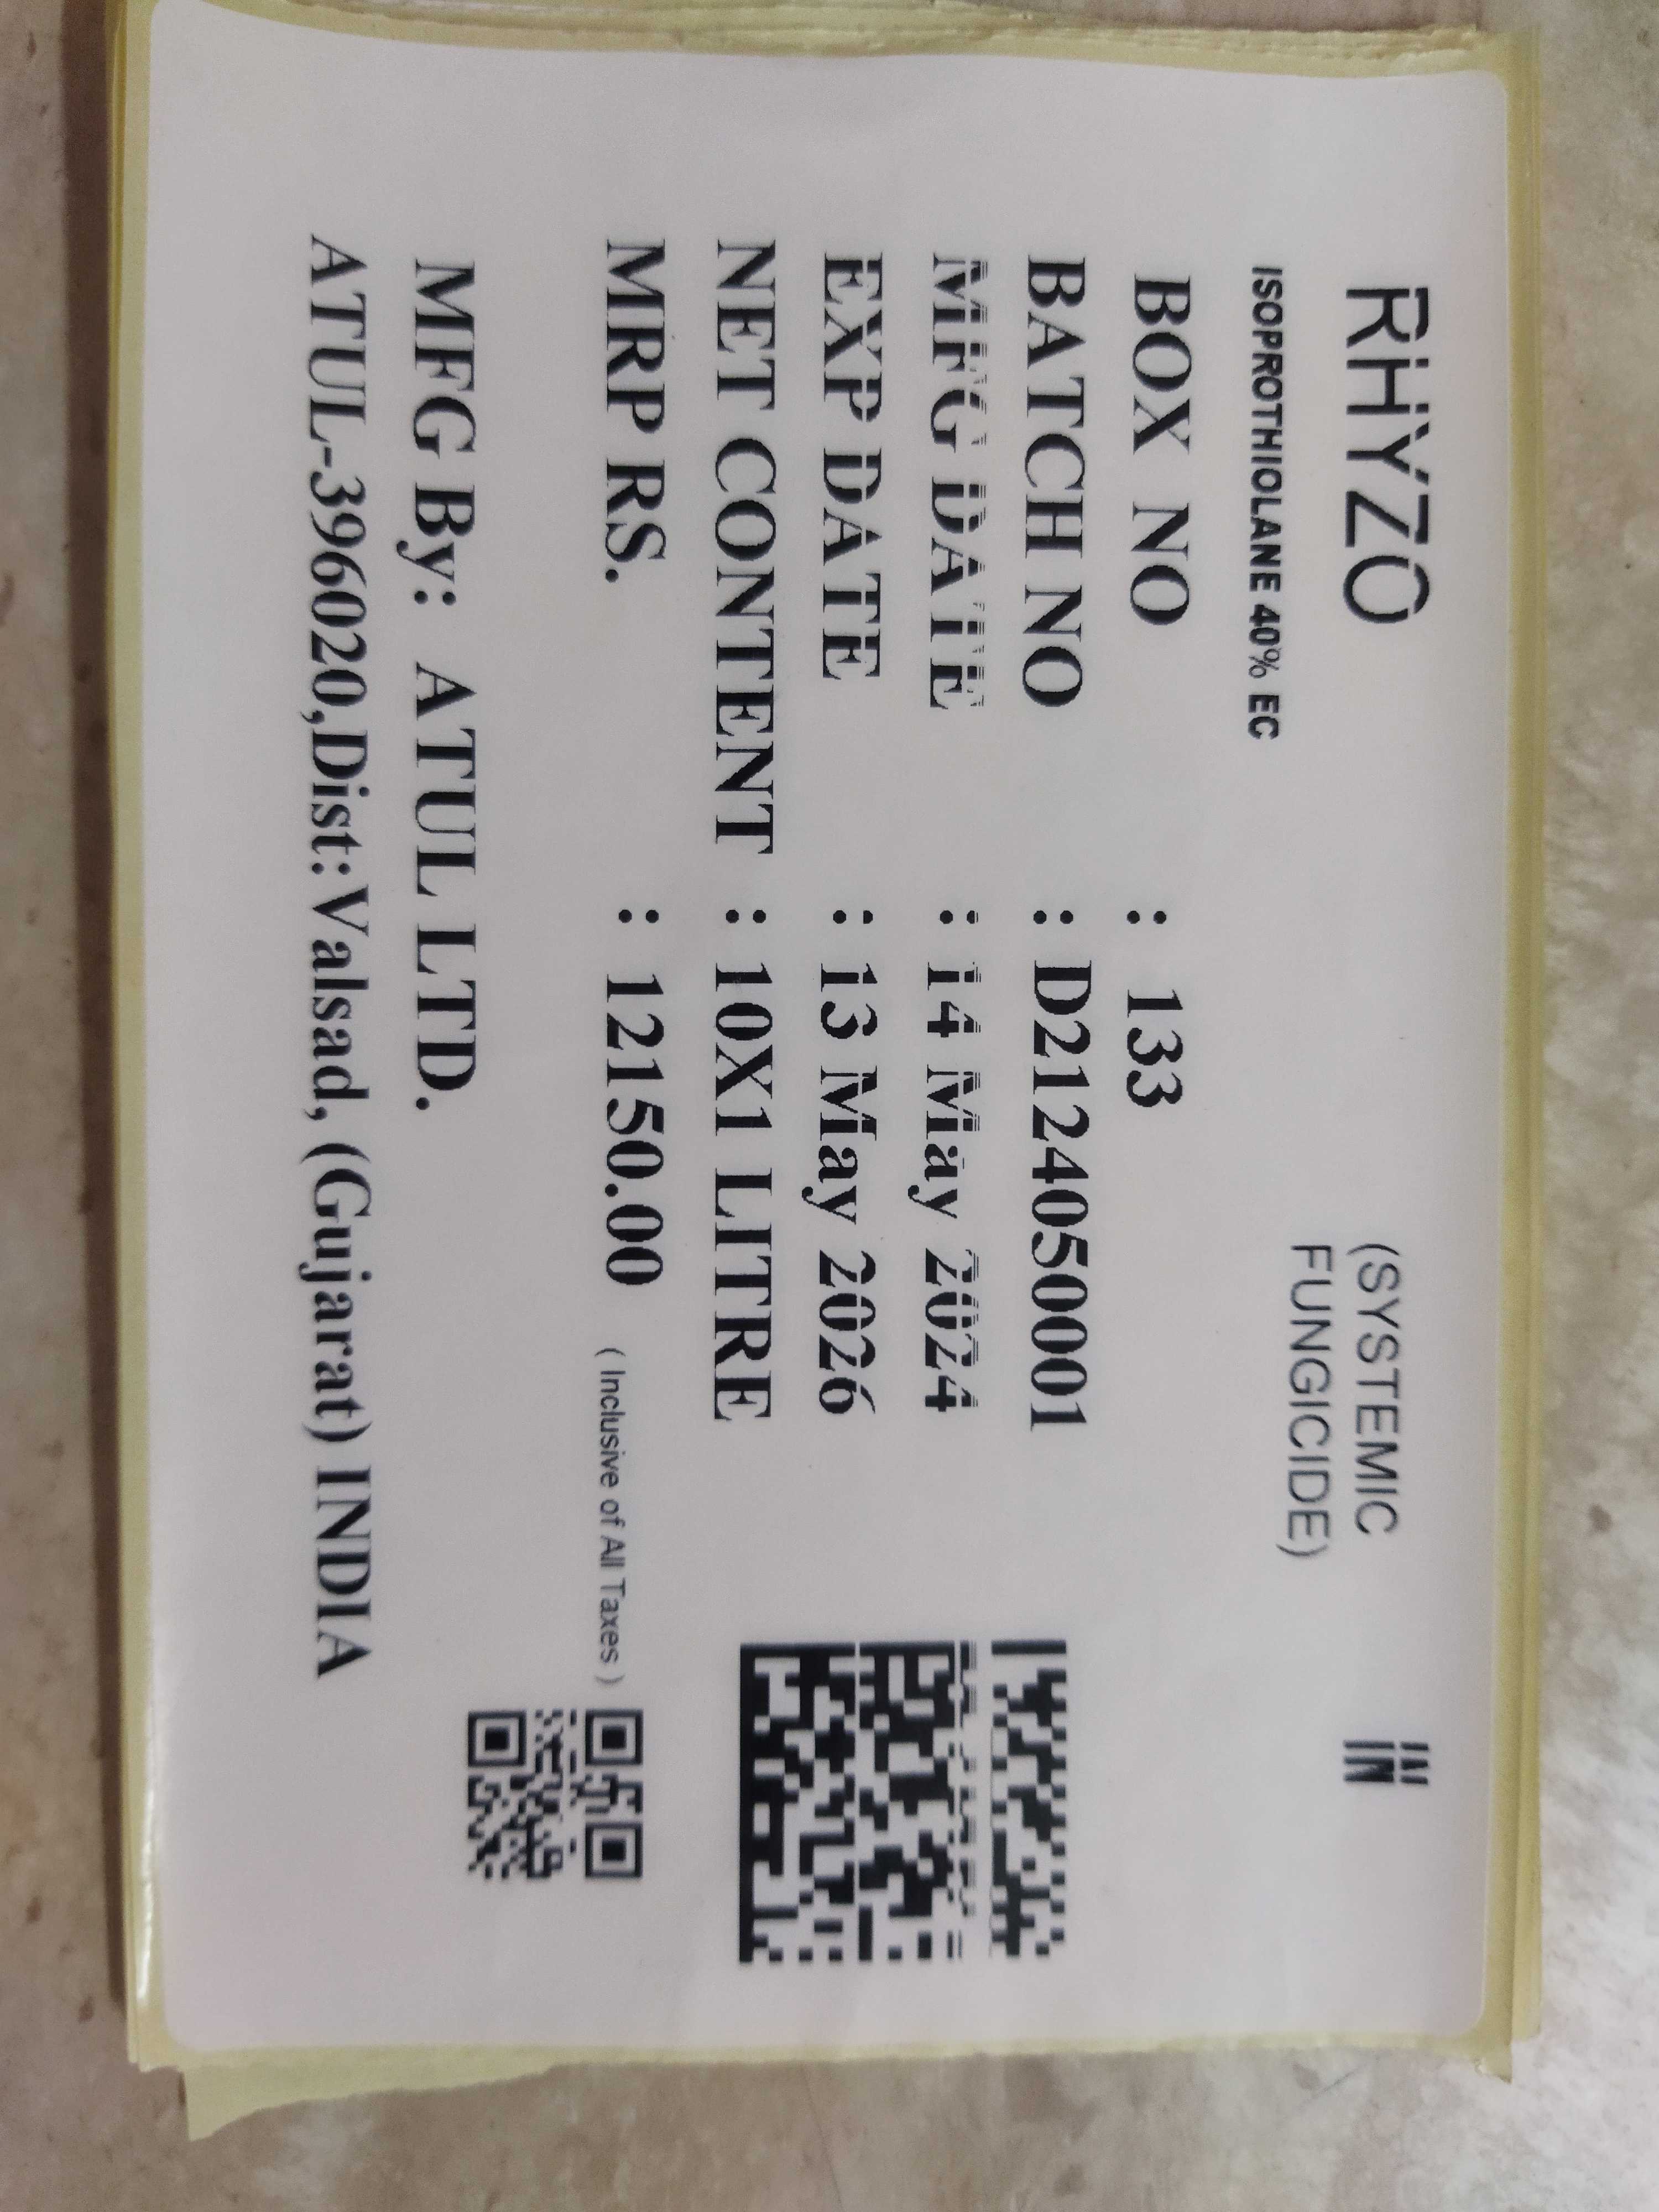 RHYZO
(SYSTEMIC
FUNGICIDE)
IN
ISOPROTHIOLANE 40% EC
BOX NO : 133
BATCH NO : D2124050001
MFG DATE : 14 May 2024
EXP DATE : 13 May 2026
NET CONTENT : 10X1 LITRE
MRP RS. : 12150.00 ( Inclusive of All Taxes )
MFG By: ATUL LTD.
ATUL-396020,Dist:Valsad, (Gujarat) INDIA